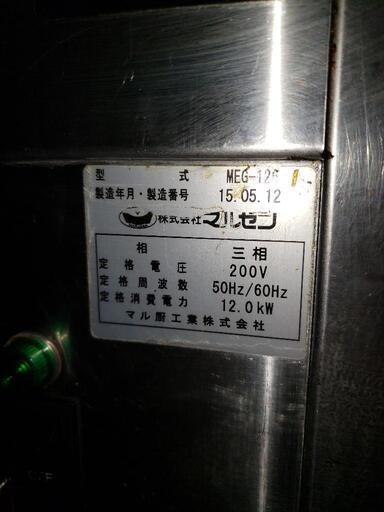 型式 MEG-126
製造年月・製造番号 15.05.12
株式会社マルゼン
相 三相
定格電圧 200V
定格周波数 50Hz/60Hz
定格消費電力 12.0kW
マル厨工業株式会社